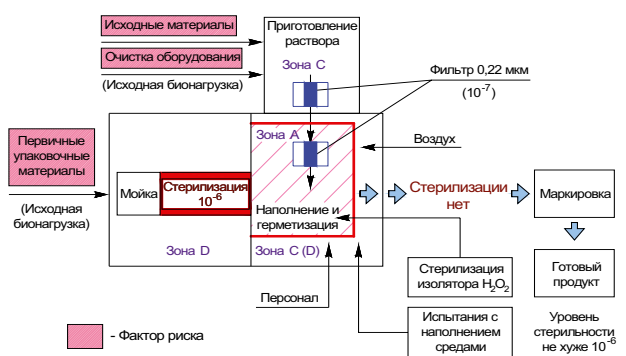 Исходные материалы
Очистка оборудования
(Исходная бионагрузка)
Приготовление
раствора
Зона C
Фильтр 0,22 мкм
(10-7)
Первичные
упаковочные
материалы
(Исходная
бионагрузка)
Мойка
Стерилизация
10-6
Зона A
Наполнение и
герметизация
Зона D
Зона C (D)
Воздух
Стерилизации
нет
Маркировка
Готовый
продукт
Уровень
стерильности
не хуже 10-6
Стерилизация
изолятора H2O2
Персонал
Испытания с
наполнением
средами
- Фактор риска